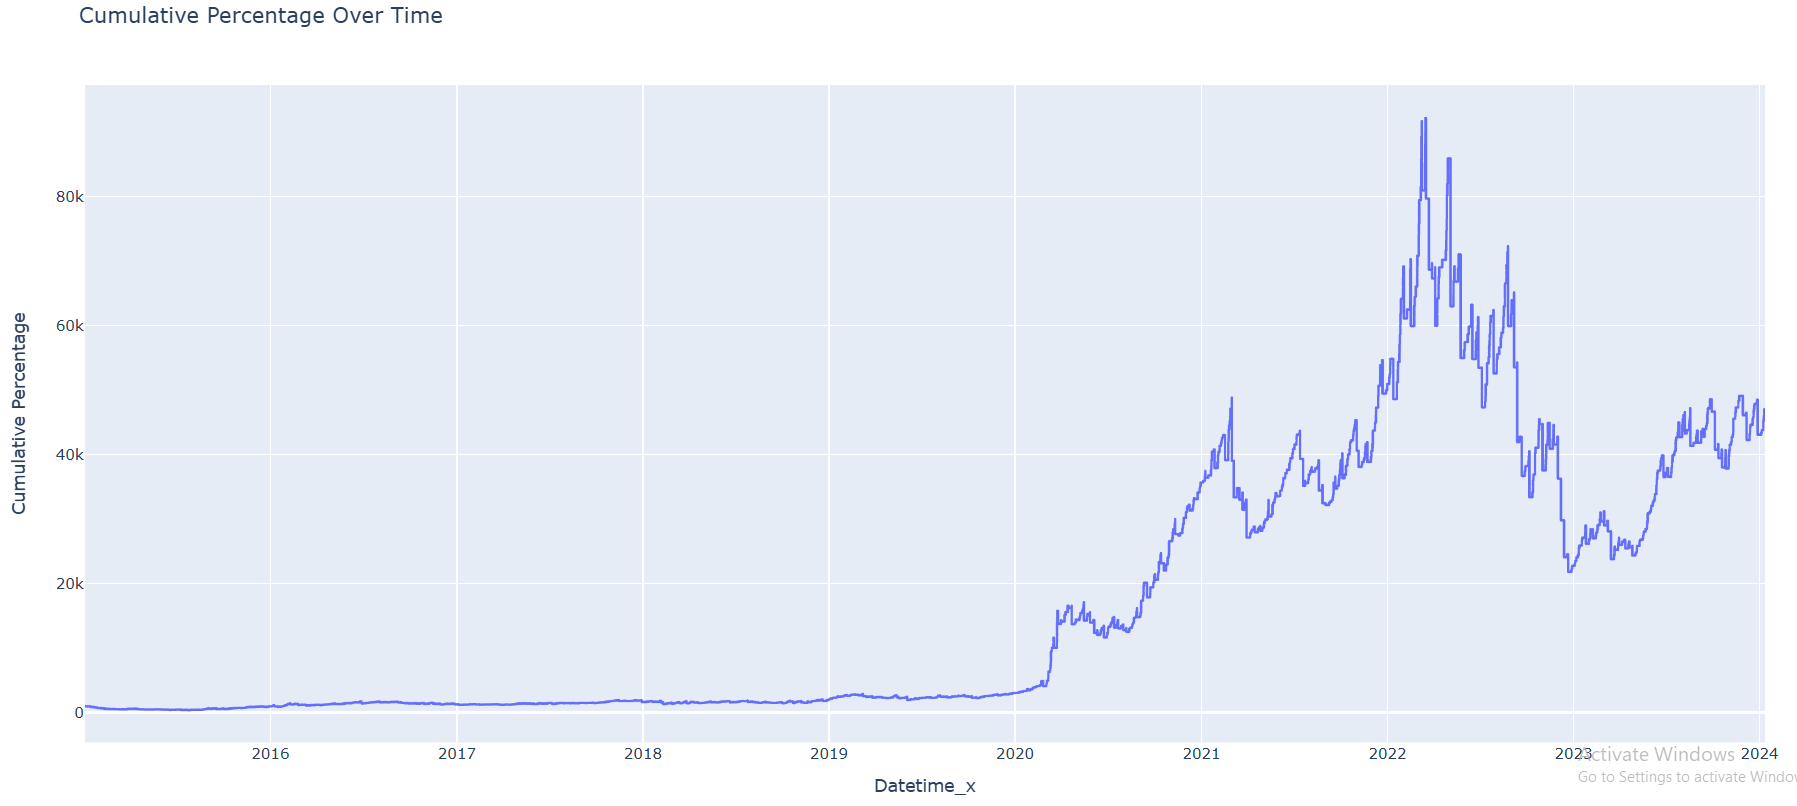 Cumulative Percentage Over Time
Cumulative Percentage
80k
60k
40k
20k
0
2016 2017 2018 2019 2020 2021 2022 2023 2024
Datetime_x
Activate Windows
Go to Settings to activate Windo